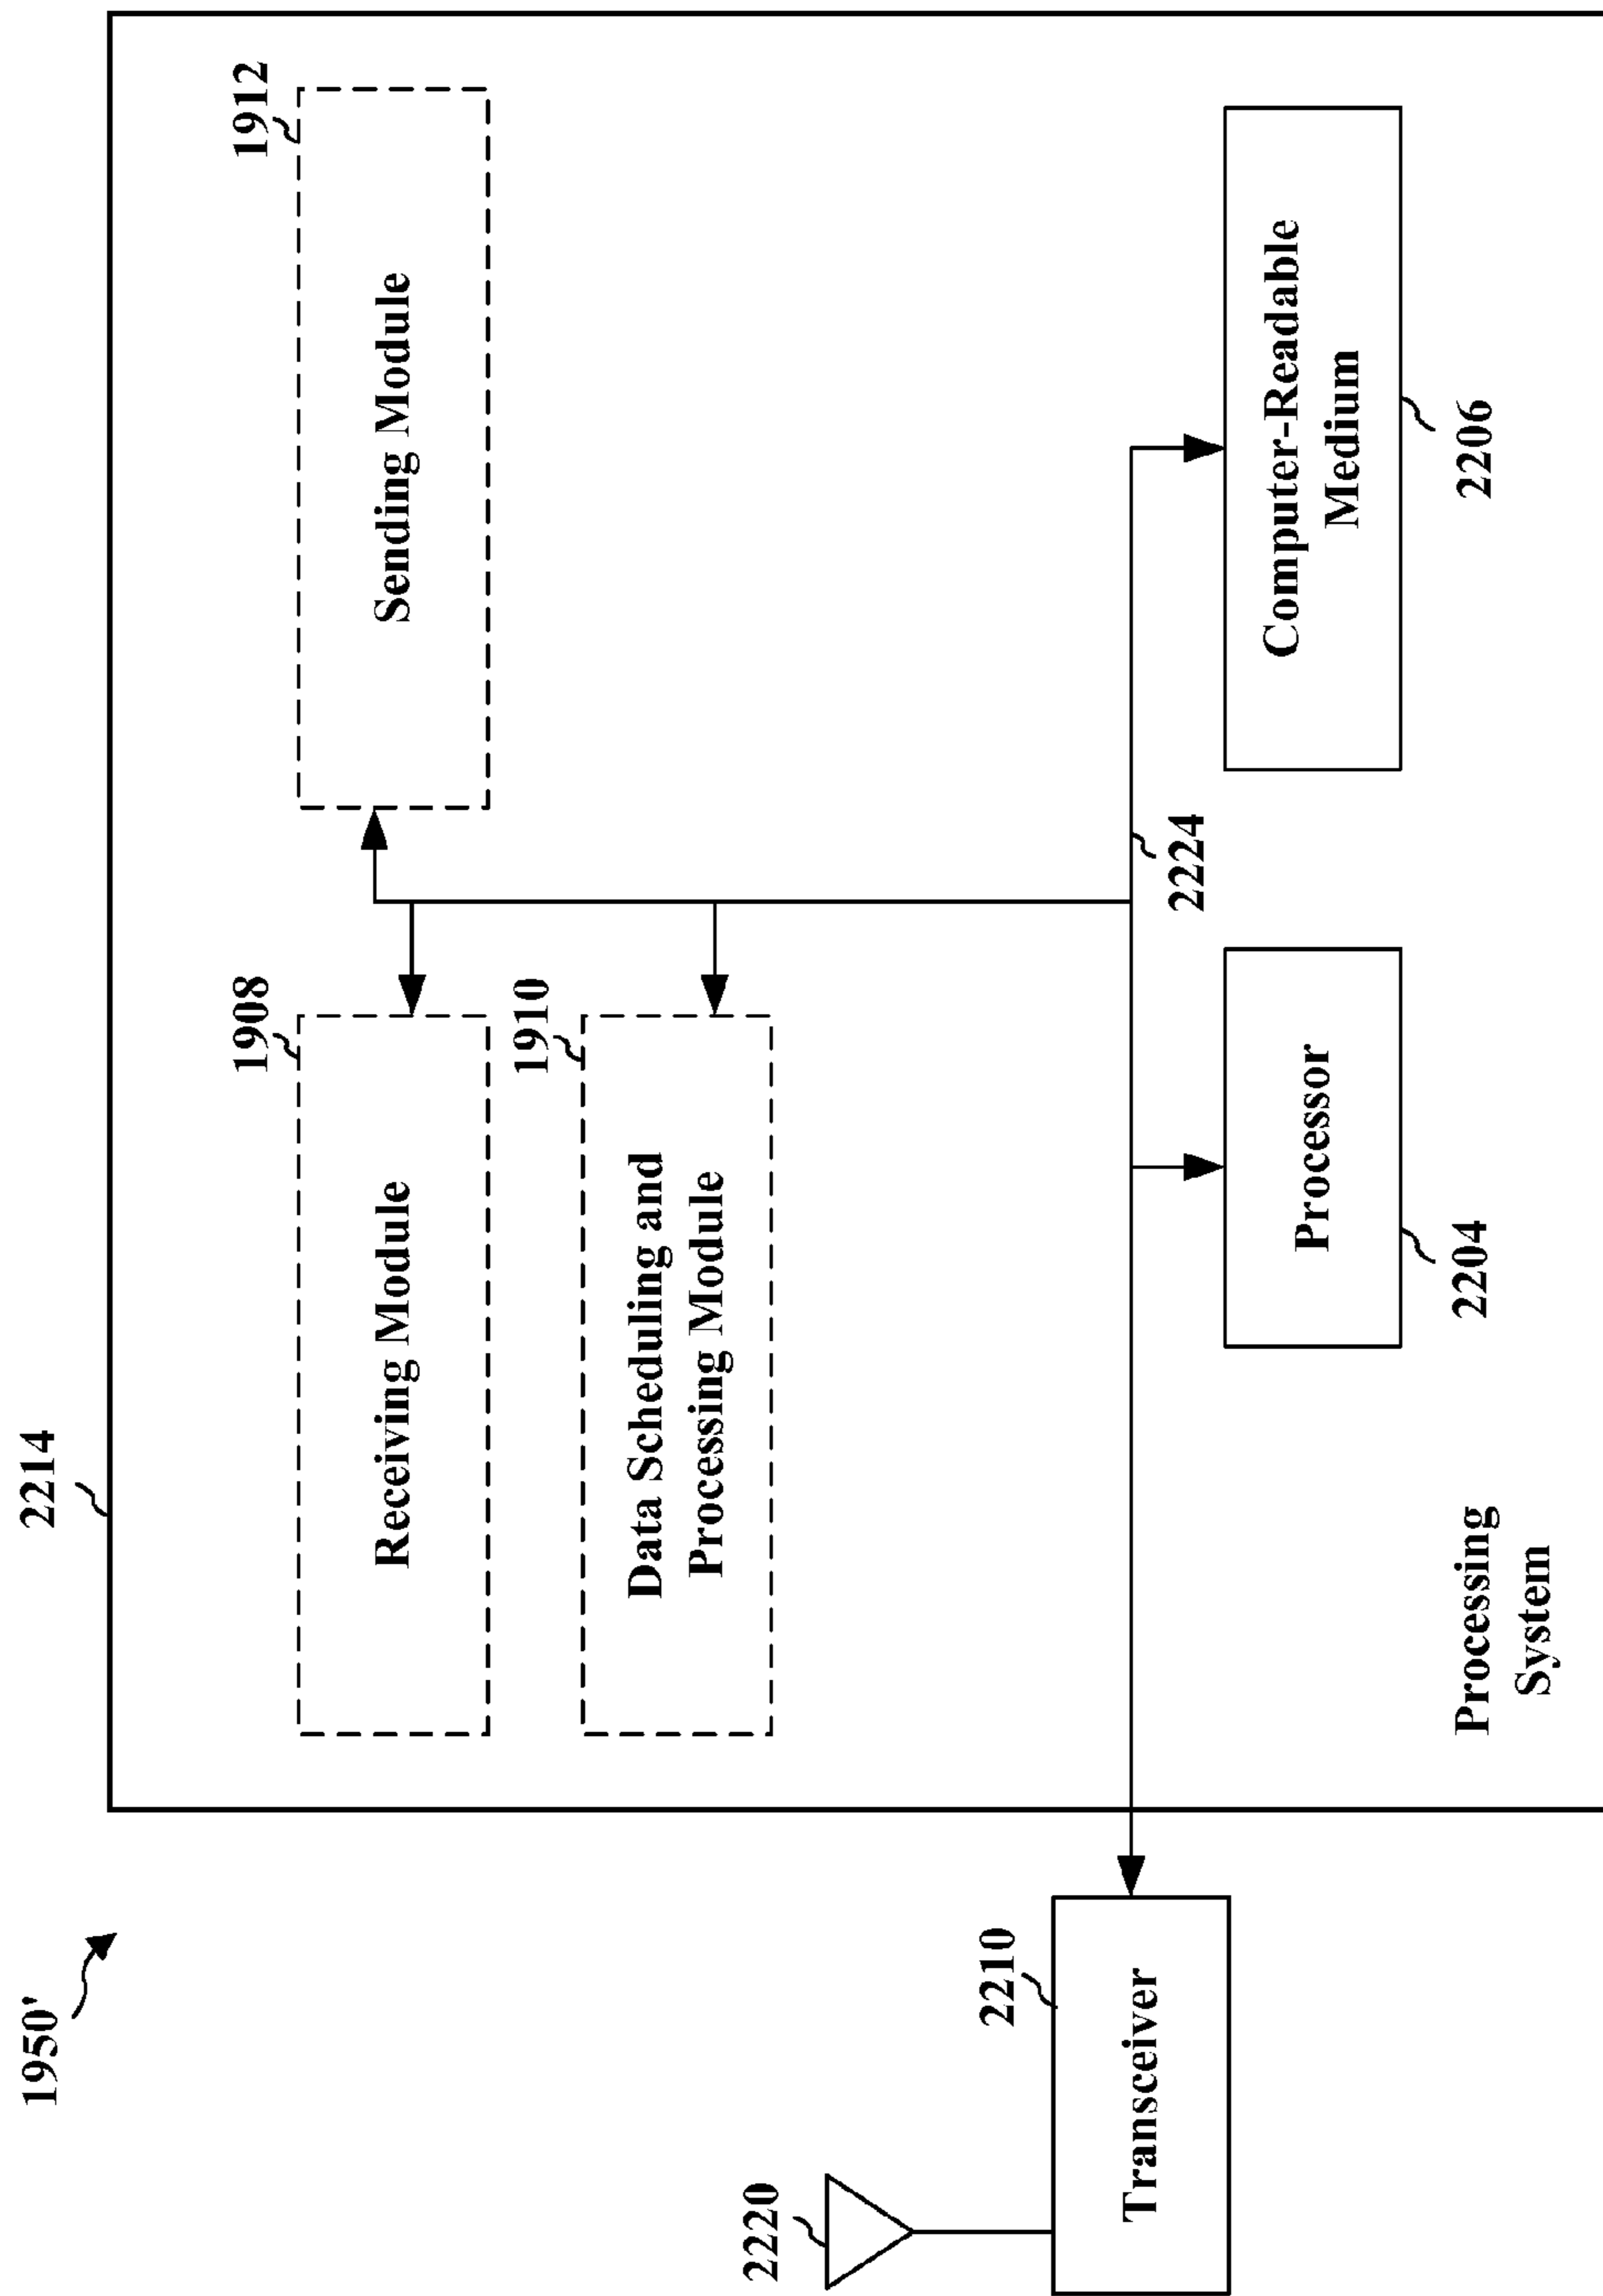 1950'
2214
1908
Receiving Module
1912
Sending Module
1910
Data Scheduling and
Processing Module
2220
2210
Transceiver
2224
Processor
2204
Computer-Readable
Medium
2206
Processing
System